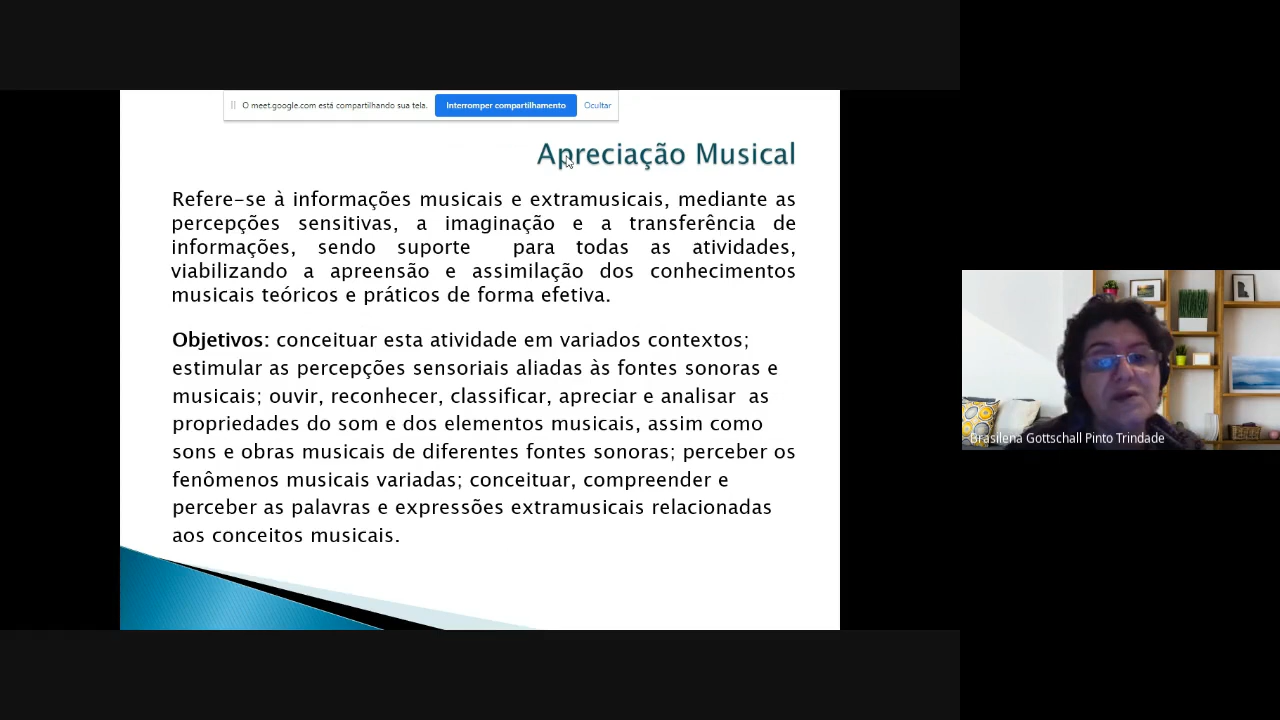 O meet.google.com está compartilhando sua tela.
Interromper compartilhamento
Ocultar
Apreciação Musical
Refere-se à informações musicais e extramusicais, mediante as
percepções sensitivas, a imaginação e a transferência de
informações, sendo suporte para todas as atividades,
viabilizando a apreensão e assimilação dos conhecimentos
musicais teóricos e práticos de forma efetiva.
Objetivos: conceituar esta atividade em variados contextos;
estimular as percepções sensoriais aliadas às fontes sonoras e
musicais; ouvir, reconhecer, classificar, apreciar e analisar as
propriedades do som e dos elementos musicais, assim como
sons e obras musicais de diferentes fontes sonoras; perceber os
fenômenos musicais variadas; conceituar, compreender e
perceber as palavras e expressões extramusicais relacionadas
aos conceitos musicais.
Brasilena Gottschall Pinto Trindade